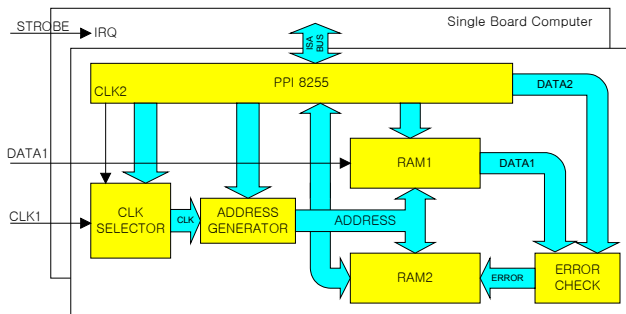 Single Board Computer
STROBE
IRQ
ISA
BUS
PPI 8255
CLK2
DATA2
DATA1
RAM1
DATA1
CLK1
CLK
SELECTOR
CLK
ADDRESS
GENERATOR
ADDRESS
RAM2
ERROR
ERROR
CHECK